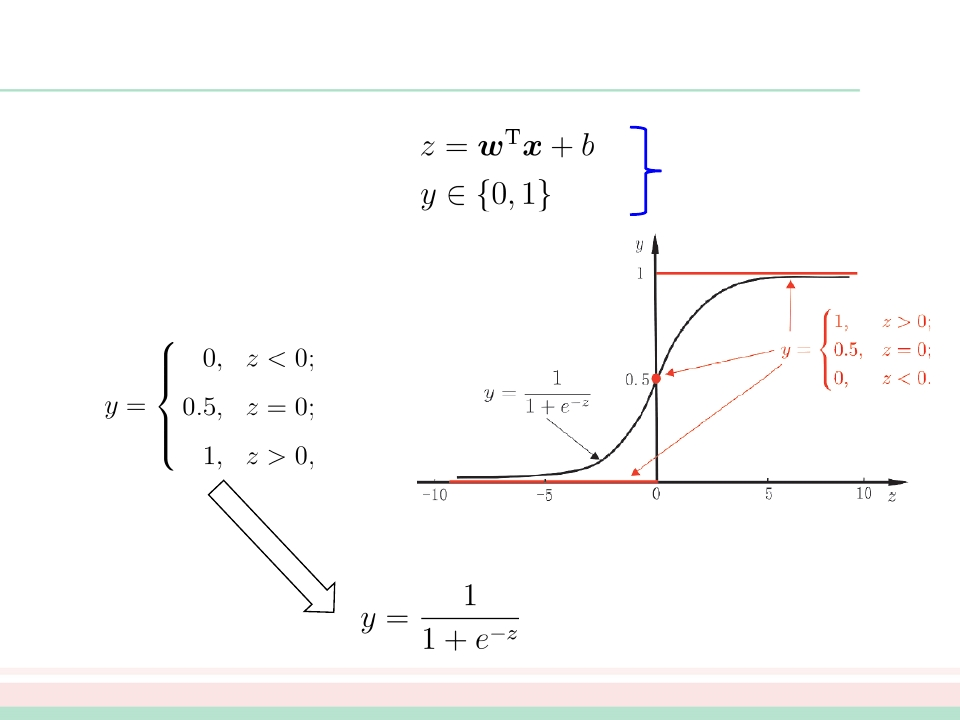 z = wᵀx + b
y ∈ {0, 1}
y
1
0.5
y = 1 / (1 + e^{-z})
y = { 1, z > 0;
0.5, z = 0;
0, z < 0.
-10 -5 0 5 10 z
y = { 0, z < 0;
0.5, z = 0;
1, z > 0,
y = 1 / (1 + e^{-z})